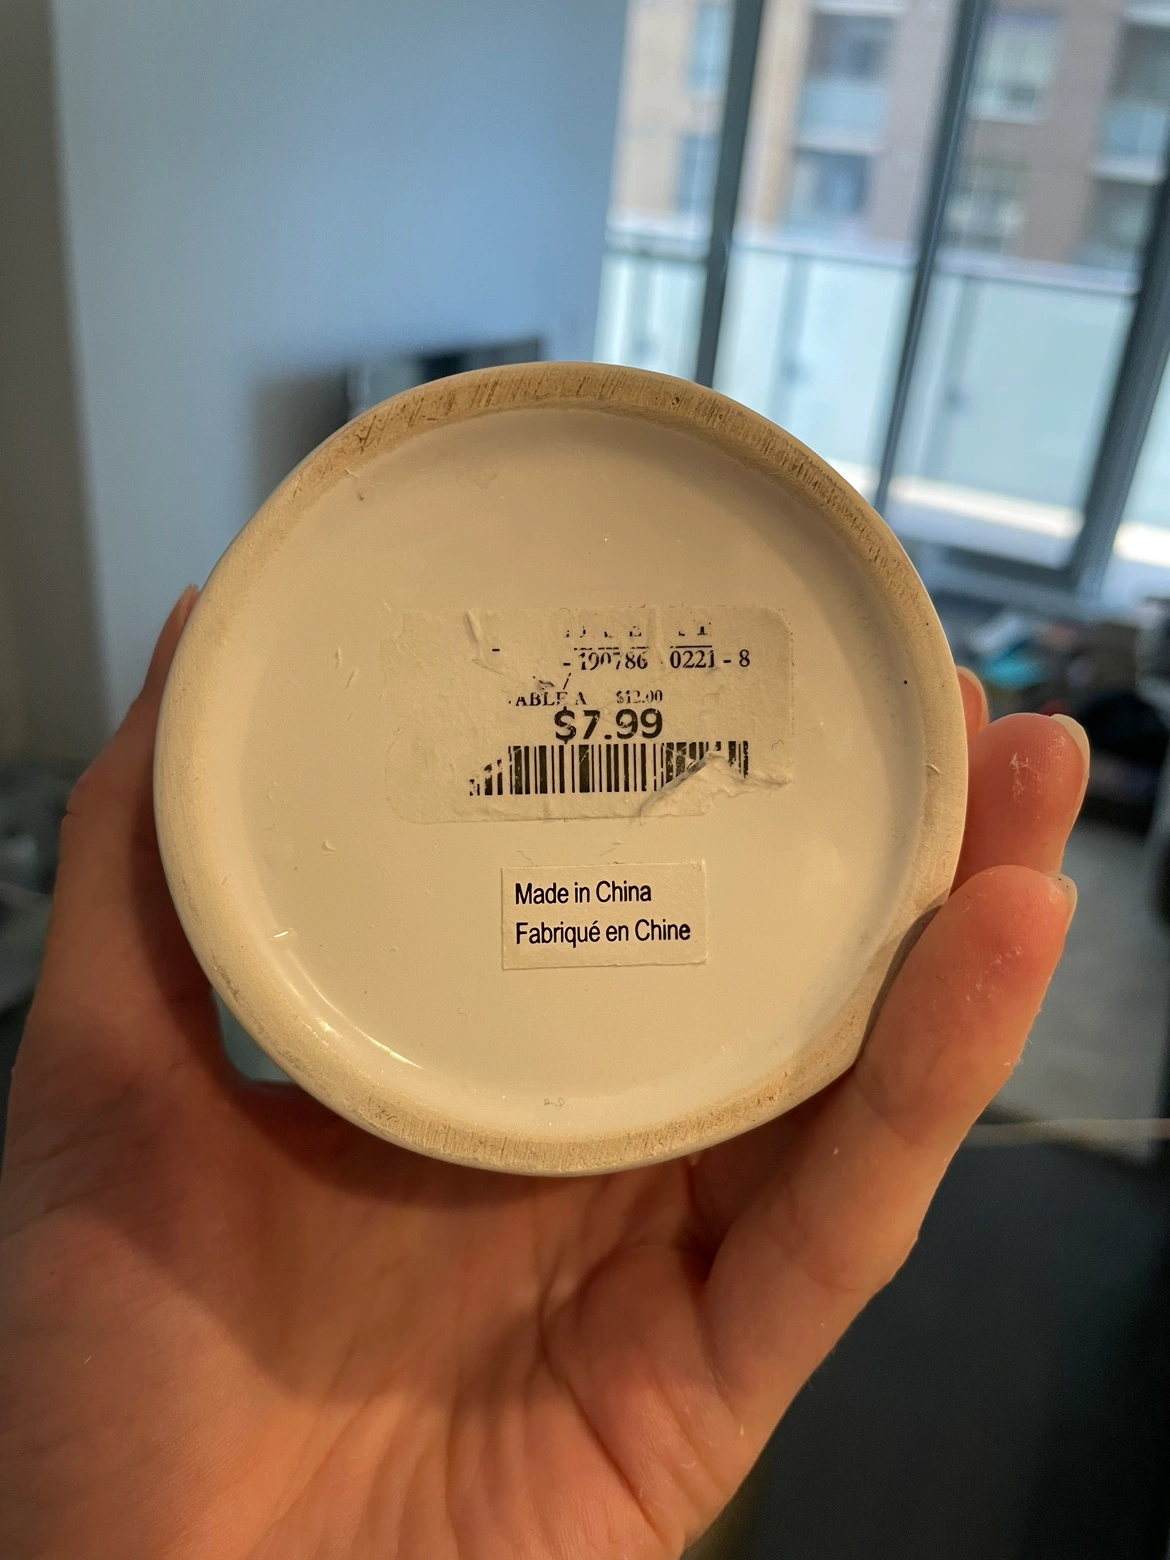 - 190786 0221 - 8
$12.00
$7.99
Made in China
Fabriqué en Chine